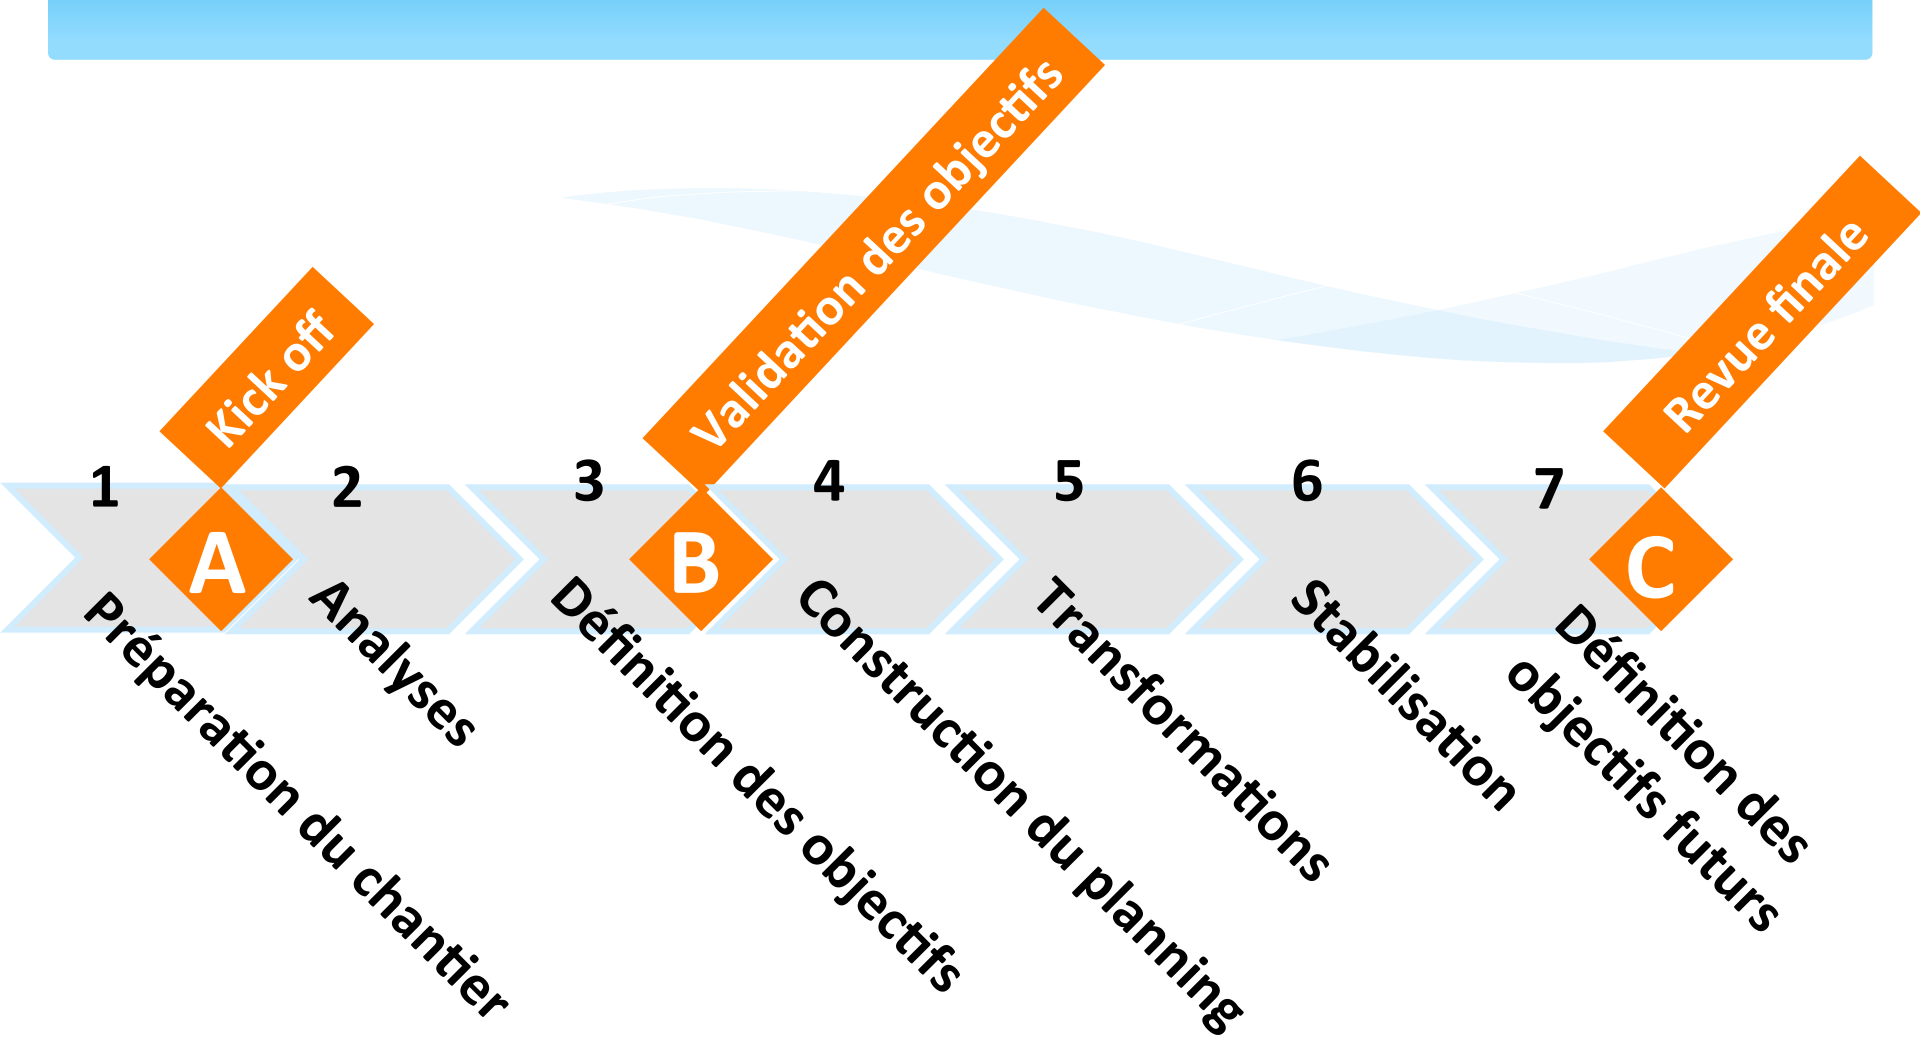 Kick off
Validation des objectifs
Revue finale
1
2
3
4
5
6
7
A
B
C
Préparation du chantier
Analyses
Définition des objectifs
Construction du planning
Transformations
Stabilisation
Définition des
objectifs futurs